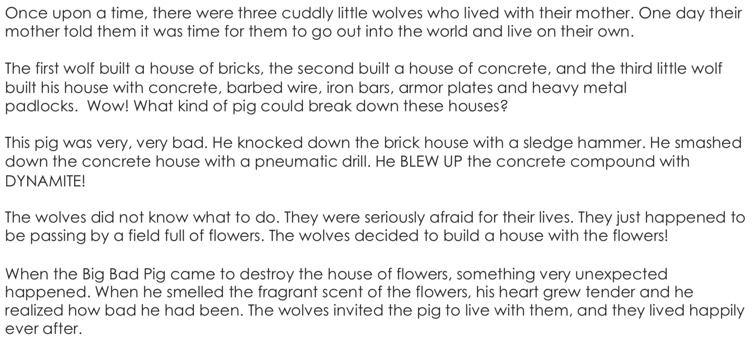 Once upon a time, there were three cuddly little wolves who lived with their mother. One day their
mother told them it was time for them to go out into the world and live on their own.
The first wolf built a house of bricks, the second built a house of concrete, and the third little wolf
built his house with concrete, barbed wire, iron bars, armor plates and heavy metal
padlocks.  Wow! What kind of pig could break down these houses?
This pig was very, very bad. He knocked down the brick house with a sledge hammer. He smashed
down the concrete house with a pneumatic drill. He BLEW UP the concrete compound with
DYNAMITE!
The wolves did not know what to do. They were seriously afraid for their lives. They just happened to
be passing by a field full of flowers. The wolves decided to build a house with the flowers!
When the Big Bad Pig came to destroy the house of flowers, something very unexpected
happened. When he smelled the fragrant scent of the flowers, his heart grew tender and he
realized how bad he had been. The wolves invited the pig to live with them, and they lived happily
ever after.